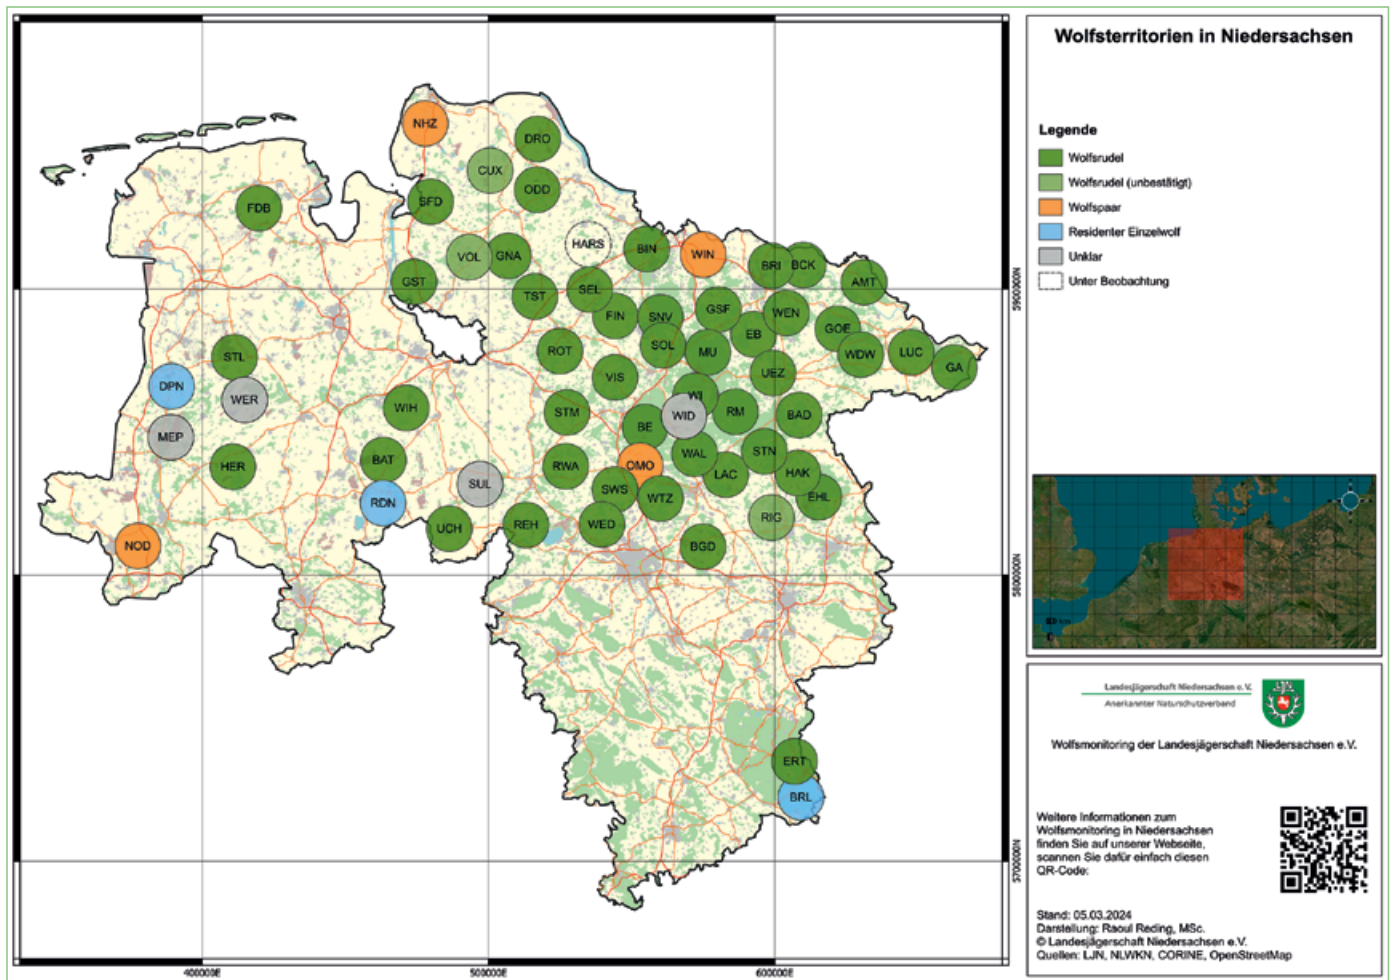 Wolfsterritorien in Niedersachsen
Legende
Wolfsrudel
Wolfsrudel (unbestätigt)
Wolfspaar
Residenter Einzelwolf
Unklar
Unter Beobachtung
NHZ
DRO
CUX
ODD
SFD
FDB
HARS
BIN
WIN
VOL
GNA
BRI
BCK
GST
AMT
SEL
TST
GSF
WEN
FIN
SNV
GOE
EB
SOL
ROT
MU
WDW
LUC
STL
GA
UEZ
VIS
DPN
WI
WER
WIH
STM
WID
RM
BAD
BE
MEP
STN
WAL
BAT
HER
RWA
OMO
LAC
HAK
SUL
SWS
WTZ
EHL
RDN
RIG
UCH
REH
WED
NOD
BGD
ERT
BRL
5900000N
5800000N
5700000N
400000E
500000E
600000E
km
Landesjägerschaft Niedersachsen e.V.
Anerkannter Naturschutzverband
Wolfsmonitoring der Landesjägerschaft Niedersachsen e.V.
Weitere Informationen zum
Wolfsmonitoring in Niedersachsen
finden Sie auf unserer Webseite,
scannen Sie dafür einfach diesen
QR-Code:
Stand: 05.03.2024
Darstellung: Raoul Reding, MSc.
© Landesjägerschaft Niedersachsen e.V.
Quellen: LJN, NLWKN, CORINE, OpenStreetMap